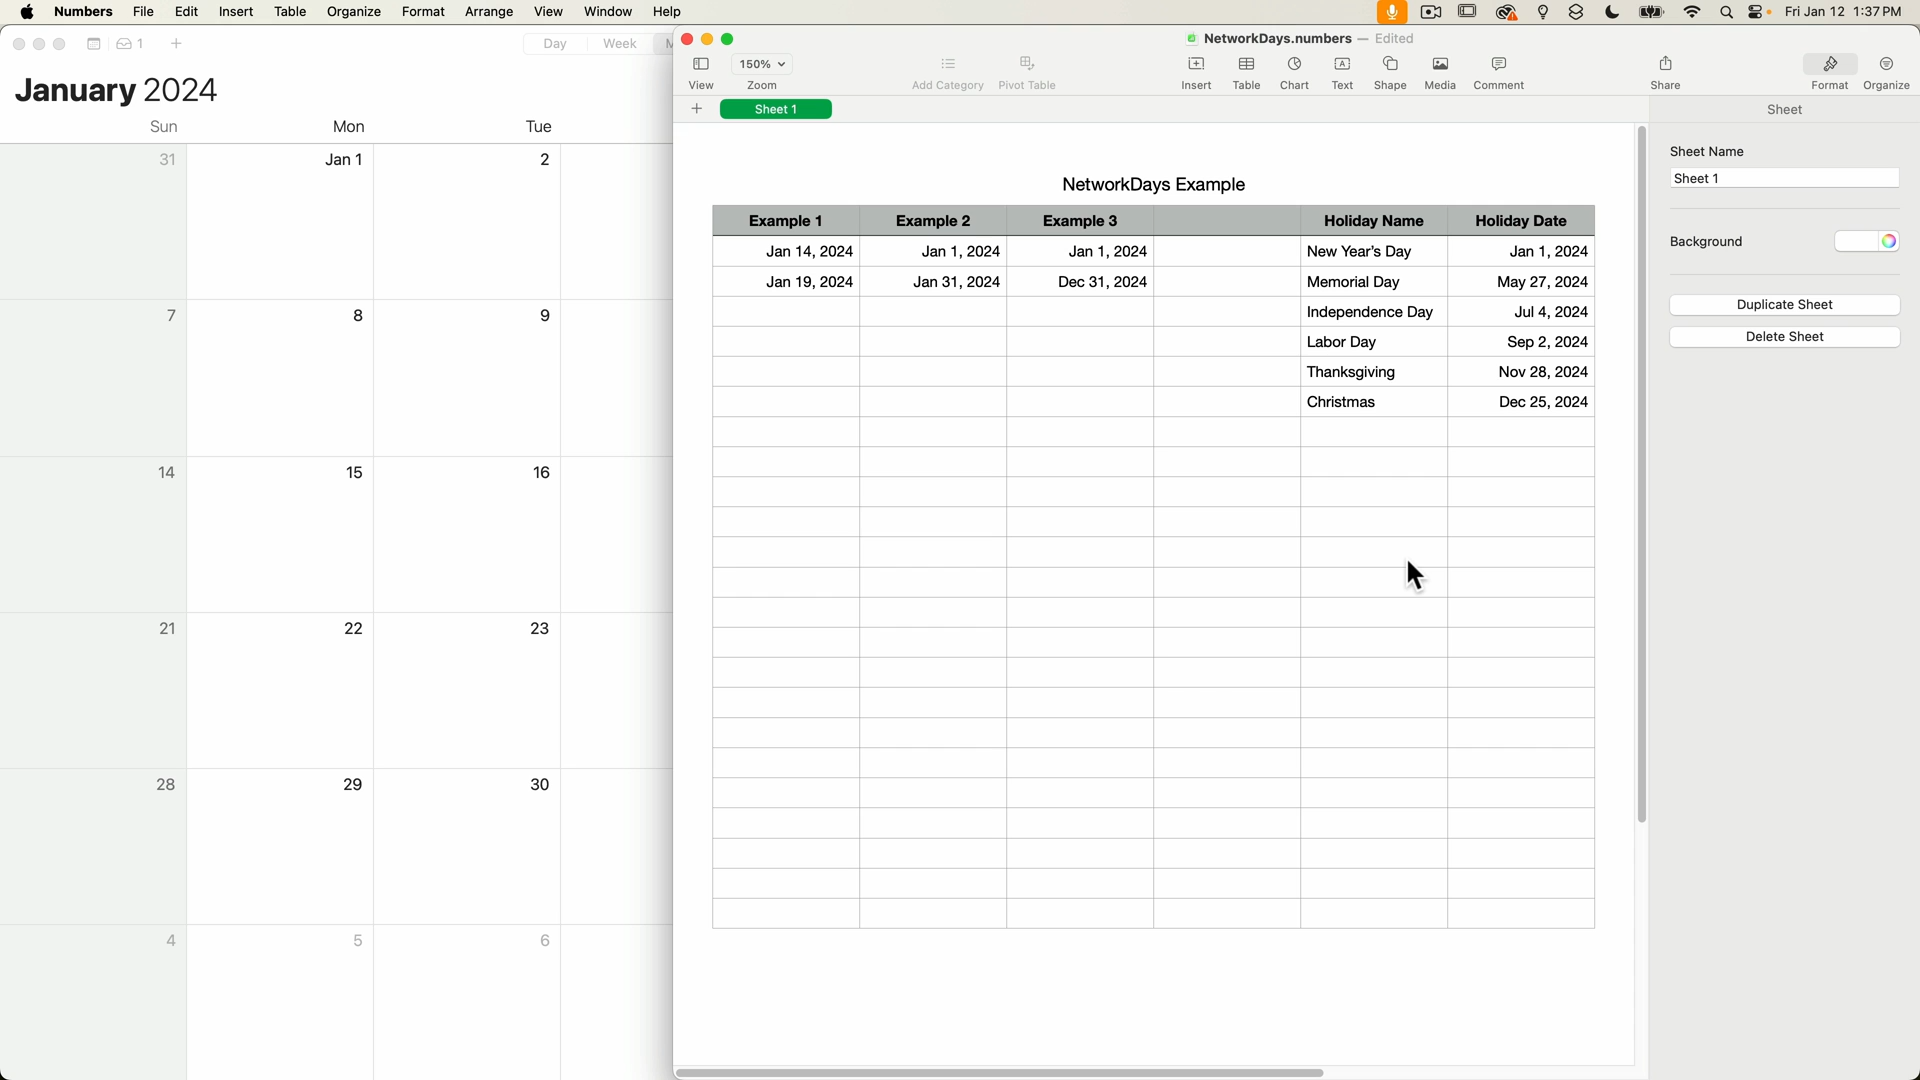 Numbers File Edit Insert Table Organize Format Arrange View Window Help
Fri Jan 12 1:37 PM
1 Day Week
January 2024
Sun Mon Tue
31 Jan 1 2
7 8 9
14 15 16
21 22 23
28 29 30
4 5 6
NetworkDays.numbers — Edited
150%
View Zoom Add Category Pivot Table Insert Table Chart Text Shape Media Comment Share Format Organize
Sheet 1
NetworkDays Example
Example 1 Example 2 Example 3 Holiday Name Holiday Date
Jan 14, 2024 Jan 1, 2024 Jan 1, 2024 New Year’s Day Jan 1, 2024
Jan 19, 2024 Jan 31, 2024 Dec 31, 2024 Memorial Day May 27, 2024
Independence Day Jul 4, 2024
Labor Day Sep 2, 2024
Thanksgiving Nov 28, 2024
Christmas Dec 25, 2024
Sheet
Sheet Name
Sheet 1
Background
Duplicate Sheet
Delete Sheet